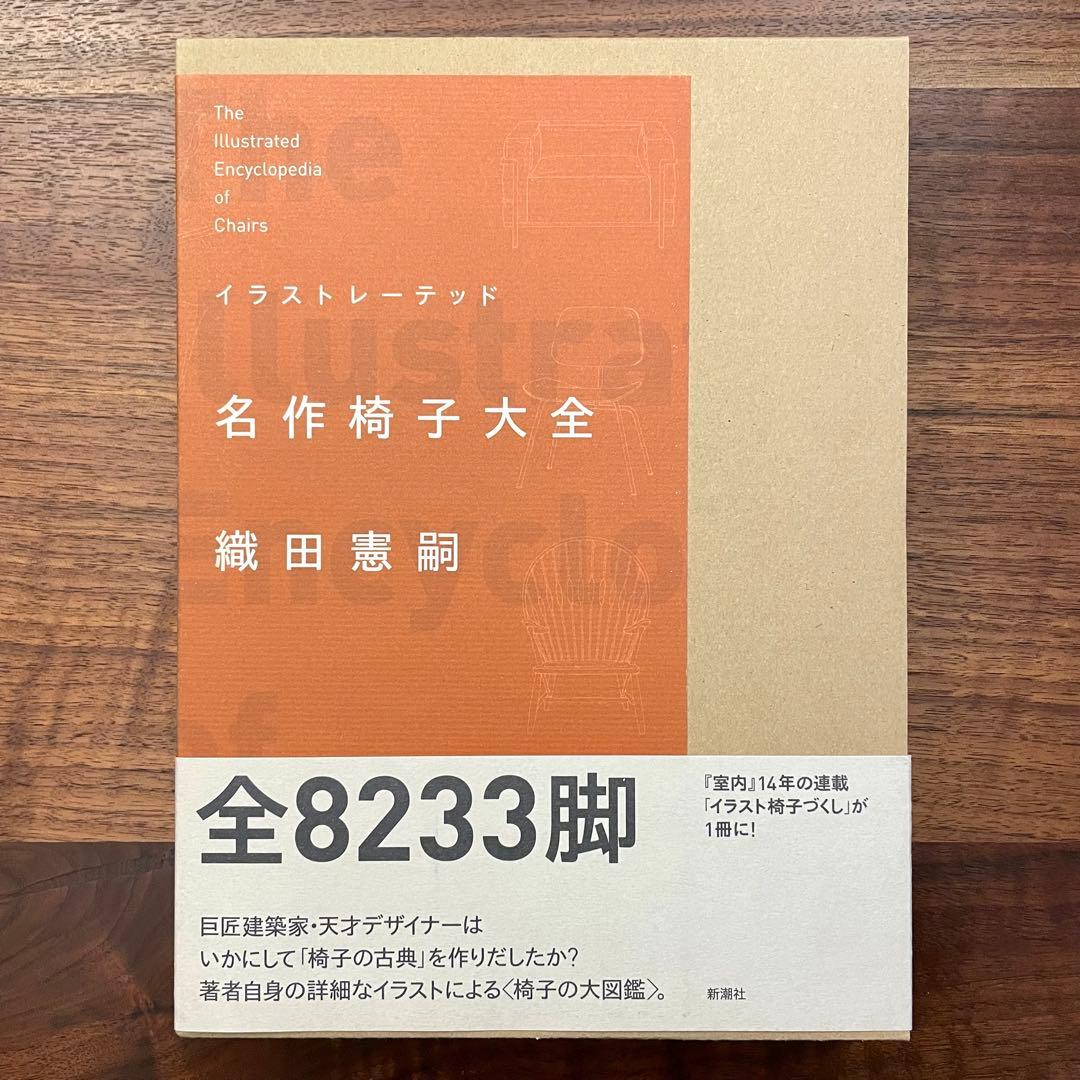 The
Illustrated
Encyclopedia
of
Chairs
イラストレーテッド
名作椅子大全
織田憲嗣
The
Illustra
Encyclo
of
全8233脚
『室内』14年の連載
「イラスト椅子づくし」が
1冊に!
巨匠建築家・天才デザイナーは
いかにして「椅子の古典」を作りだしたか?
著者自身の詳細なイラストによる〈椅子の大図鑑〉。
新潮社